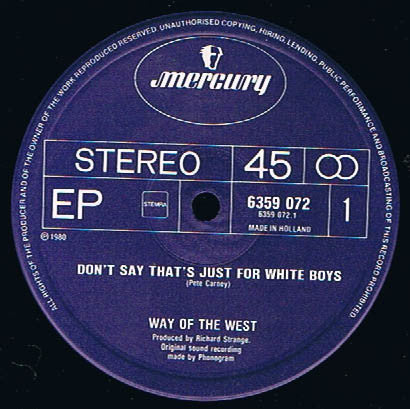 ALL RIGHTS OF THE PRODUCER AND OF THE OWNER OF THE WORK REPRODUCED RESERVED. UNAUTHORISED COPYING, HIRING, LENDING, PUBLIC PERFORMANCE AND BROADCASTING OF THIS RECORD PROHIBITED
mercury
STEREO 45
EP STEMRA 6359 072 1
6359 072.1
MADE IN HOLLAND
℗ 1980
DON'T SAY THAT'S JUST FOR WHITE BOYS
(Pete Carney)
WAY OF THE WEST
Produced by Richard Strange.
Original sound recording
made by Phonogram